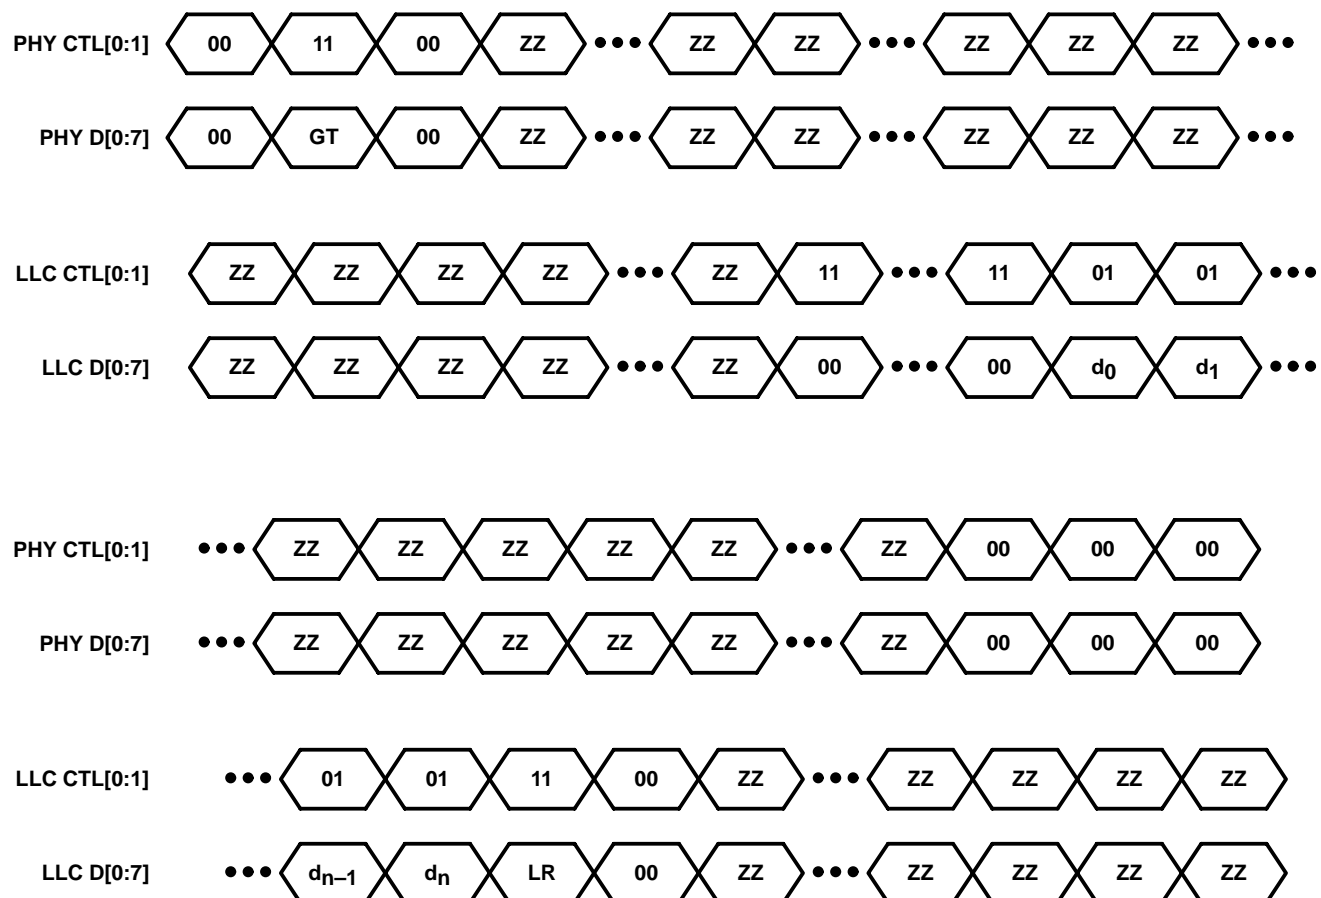 PHY CTL[0:1] 00 11 00 ZZ ••• ZZ ZZ ••• ZZ ZZ ZZ •••
PHY D[0:7] 00 GT 00 ZZ ••• ZZ ZZ ••• ZZ ZZ ZZ •••
LLC CTL[0:1] ZZ ZZ ZZ ZZ ••• ZZ 11 ••• 11 01 01 •••
LLC D[0:7] ZZ ZZ ZZ ZZ ••• ZZ 00 ••• 00 d0 d1 •••
PHY CTL[0:1] ••• ZZ ZZ ZZ ZZ ZZ ••• ZZ 00 00 00
PHY D[0:7] ••• ZZ ZZ ZZ ZZ ZZ ••• ZZ 00 00 00
LLC CTL[0:1] ••• 01 01 11 00 ZZ ••• ZZ ZZ ZZ ZZ
LLC D[0:7] ••• dn–1 dn LR 00 ZZ ••• ZZ ZZ ZZ ZZ